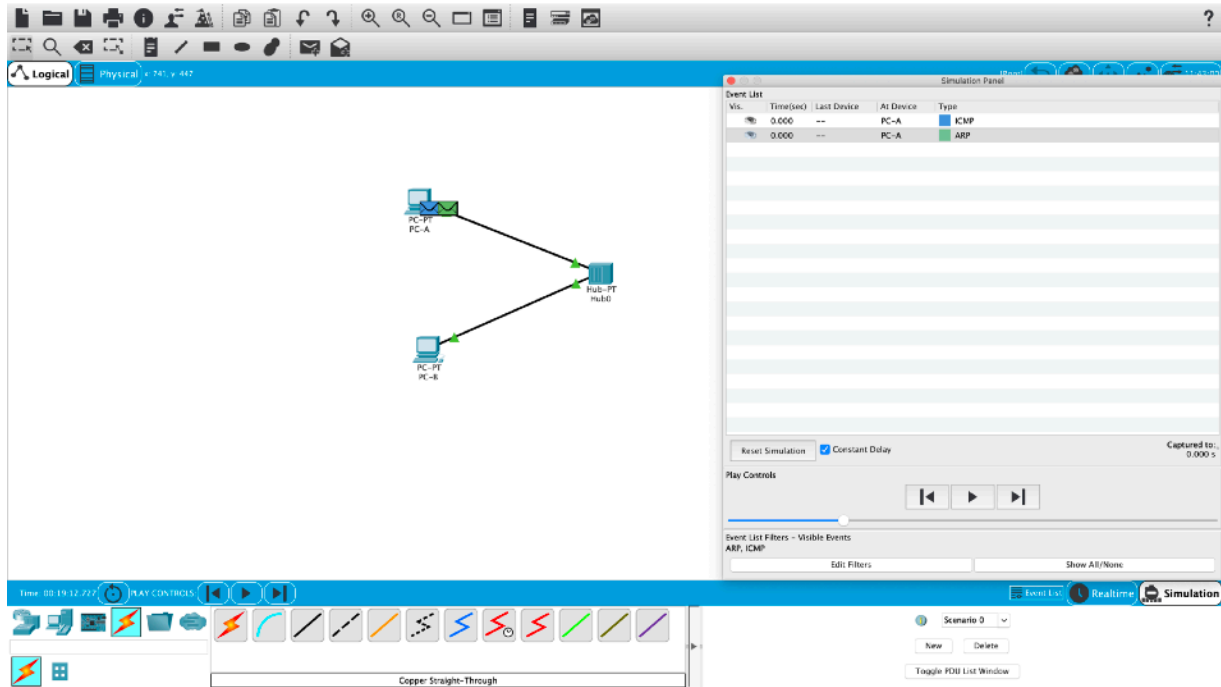 ?
Logical
Physical
x: 741, y: 447
Simulation Panel
Event List
Vis. Time(sec) Last Device At Device Type
0.000 -- PC-A ICMP
0.000 -- PC-A ARP
PC-PT
PC-A
Hub-PT
Hub0
PC-PT
PC-B
Reset Simulation Constant Delay
Captured to:
0.000 s
Play Controls
Event List Filters - Visible Events
ARP, ICMP
Edit Filters Show All/None
Time: 00:19:12.727 PLAY CONTROLS:
Event List Realtime Simulation
Scenario 0
New Delete
Toggle PDU List Window
Copper Straight-Through